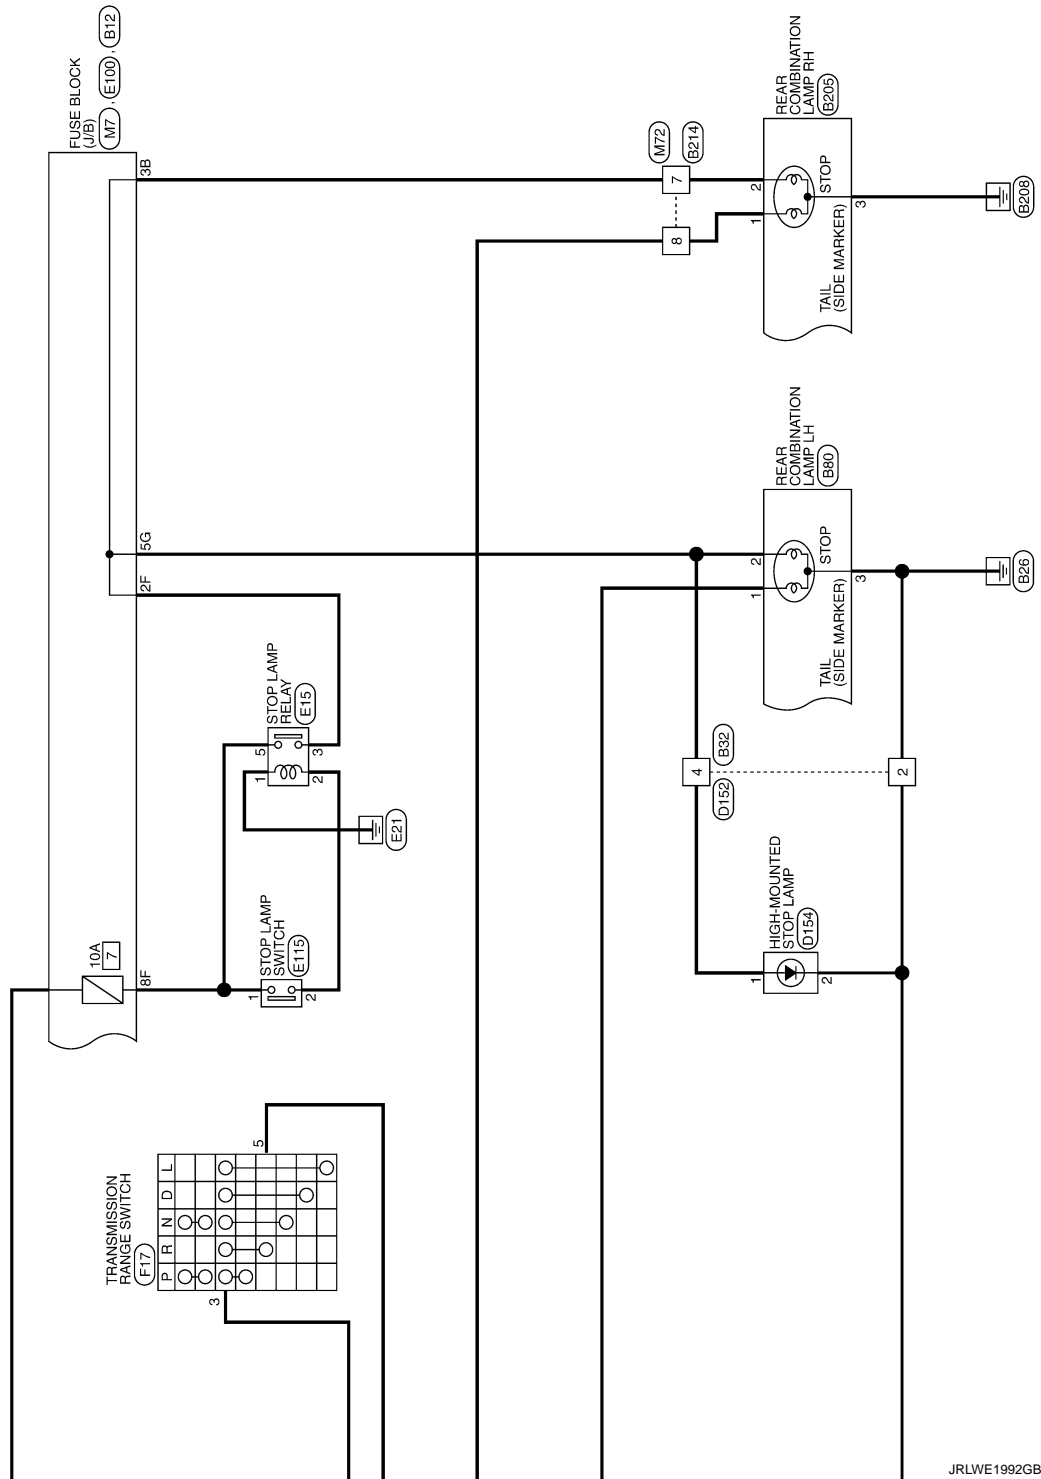 FUSE BLOCK
(J/B)
M7 , E100 , B12
10A
7
8F
2F
5G
3B
TRANSMISSION
RANGE SWITCH
F17
P R N D L
3
5
STOP LAMP
SWITCH
E115
1
2
STOP LAMP
RELAY
E15
1
5
2
3
E21
M72
7
8
B214
REAR
COMBINATION
LAMP RH
B205
1
2
TAIL
(SIDE MARKER)
STOP
3
B208
REAR
COMBINATION
LAMP LH
B80
1
2
TAIL
(SIDE MARKER)
STOP
3
B26
4
D152
B32
2
HIGH-MOUNTED
STOP LAMP
D154
1
2
JRLWE1992GB